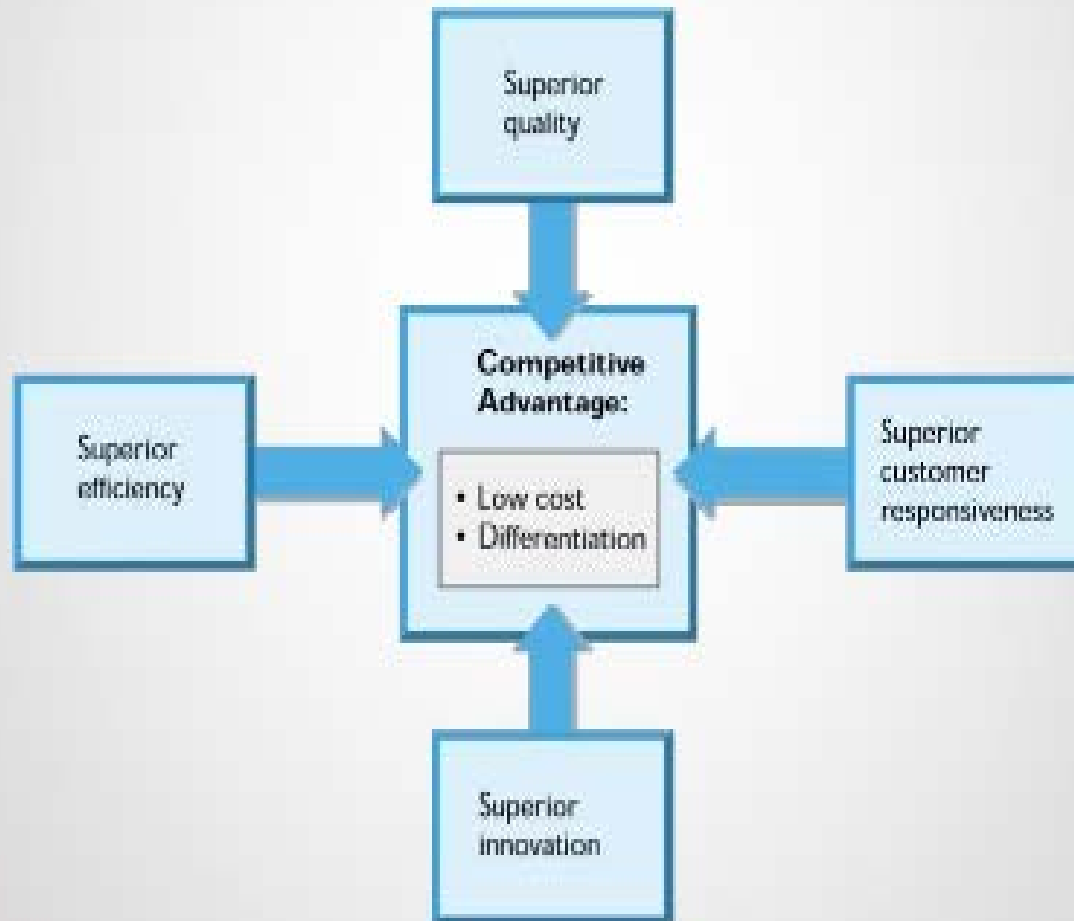 Superior
quality
Competitive
Advantage:
• Low cost
• Differentiation
Superior
efficiency
Superior
customer
responsiveness
Superior
innovation